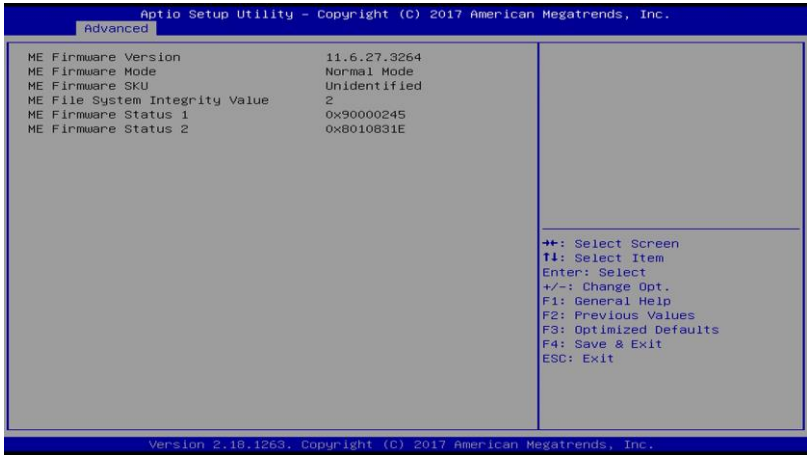 Aptio Setup Utility – Copyright (C) 2017 American Megatrends, Inc.
Advanced
ME Firmware Version 11.6.27.3264
ME Firmware Mode Normal Mode
ME Firmware SKU Unidentified
ME File System Integrity Value 2
ME Firmware Status 1 0x90000245
ME Firmware Status 2 0x8010831E
→←: Select Screen
↑↓: Select Item
Enter: Select
+/-: Change Opt.
F1: General Help
F2: Previous Values
F3: Optimized Defaults
F4: Save & Exit
ESC: Exit
Version 2.18.1263. Copyright (C) 2017 American Megatrends, Inc.